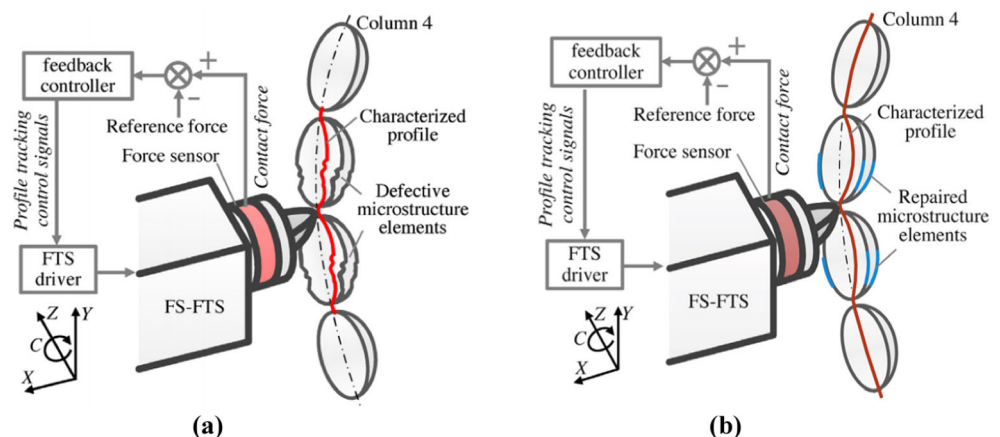 Column 4
feedback
controller
+
−
Reference force
Characterized
profile
Force sensor
Contact force
Profile tracking
control signals
Defective
microstructure
elements
FTS
driver
FS-FTS
Z
Y
C
X
(a)
Column 4
feedback
controller
+
−
Reference force
Characterized
profile
Force sensor
Contact force
Profile tracking
control signals
Repaired
microstructure
elements
FTS
driver
FS-FTS
Z
Y
C
X
(b)